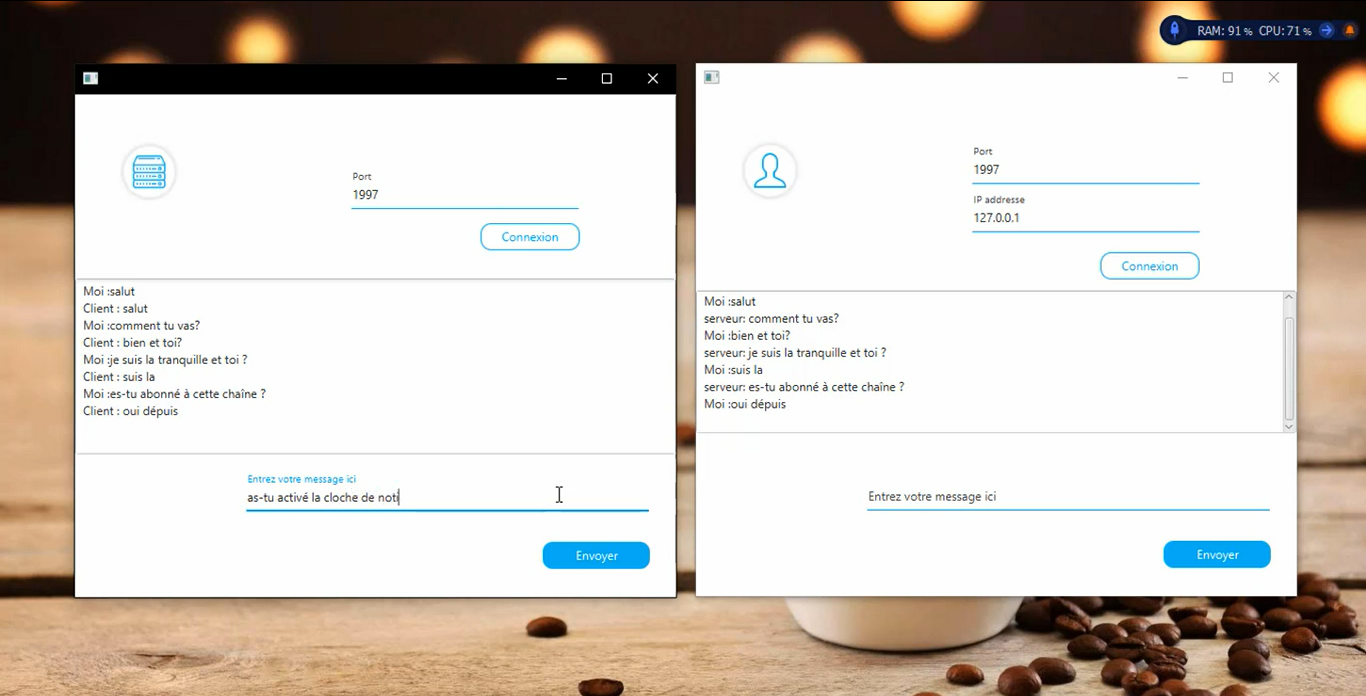 RAM: 91 % CPU: 71 %
Port
1997
Connexion
Moi :salut
Client : salut
Moi :comment tu vas?
Client : bien et toi?
Moi :je suis la tranquille et toi ?
Client : suis la
Moi :es-tu abonné à cette chaîne ?
Client : oui dépuis
Entrez votre message ici
as-tu activé la cloche de noti
Envoyer
Port
1997
IP addresse
127.0.0.1
Connexion
Moi :salut
serveur: comment tu vas?
Moi :bien et toi?
serveur: je suis la tranquille et toi ?
Moi :suis la
serveur: es-tu abonné à cette chaîne ?
Moi :oui dépuis
Entrez votre message ici
Envoyer